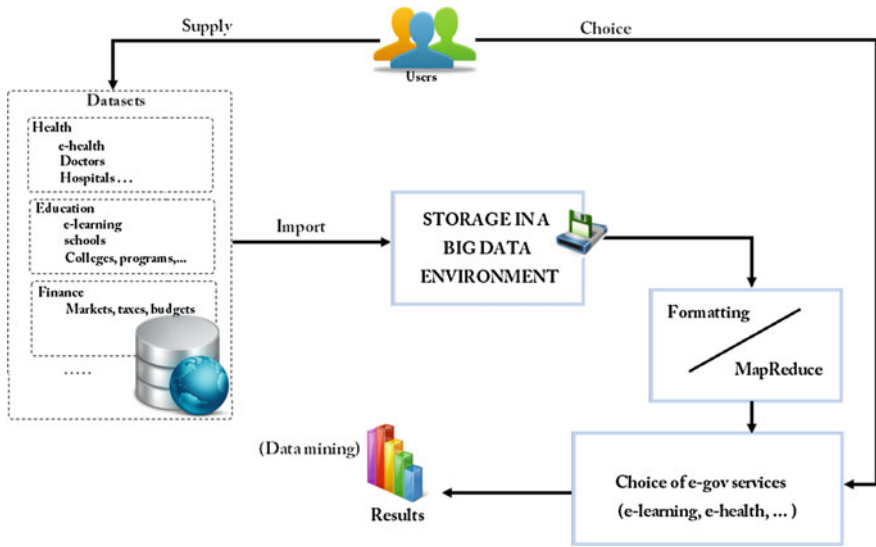 Supply
Choice
Users
Datasets
Health
e-health
Doctors
Hospitals . . .
Education
e-learning
schools
Colleges, programs,...
Finance
Markets, taxes, budgets
.....
Import
STORAGE IN A
BIG DATA
ENVIRONMENT
Formatting
MapReduce
Choice of e-gov services
(e-learning, e-health, ... )
(Data mining)
Results